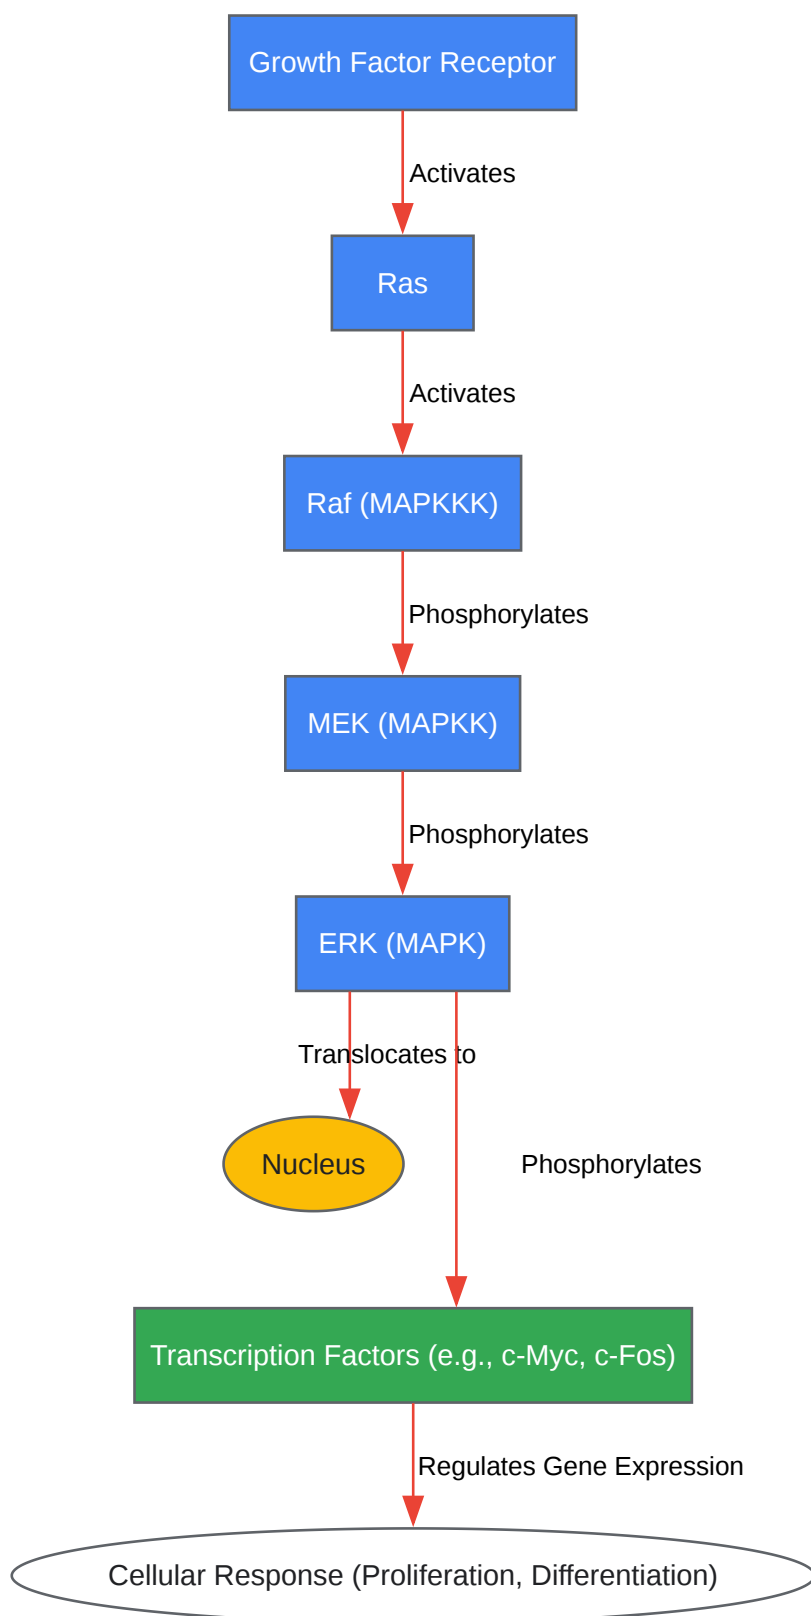 Growth Factor Receptor
Activates
Ras
Activates
Raf (MAPKKK)
Phosphorylates
MEK (MAPKK)
Phosphorylates
ERK (MAPK)
Translocates to
Nucleus
Phosphorylates
Transcription Factors (e.g., c-Myc, c-Fos)
Regulates Gene Expression
Cellular Response (Proliferation, Differentiation)